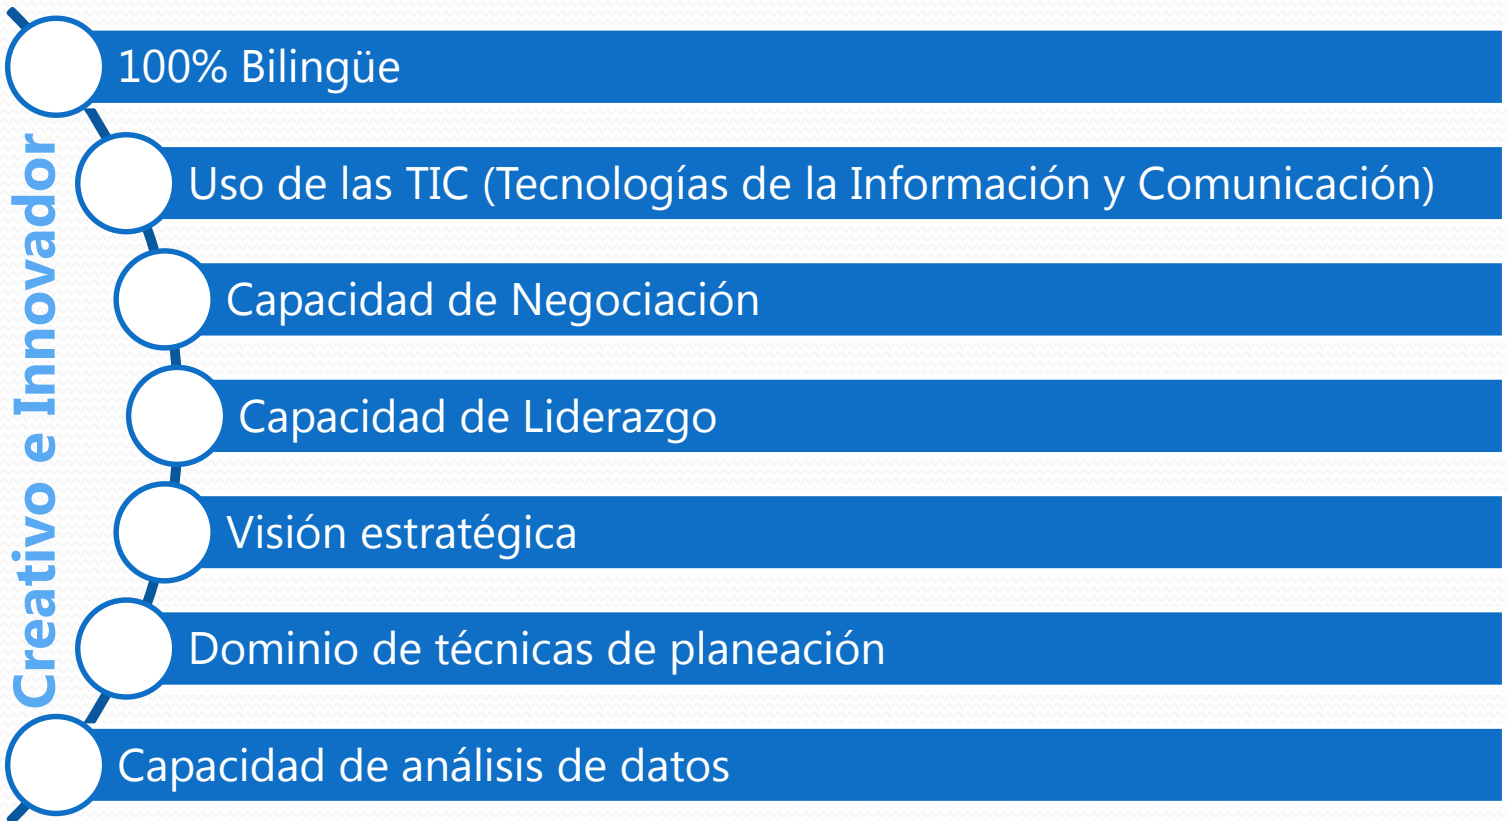 Creativo e Innovador
100% Bilingüe
Uso de las TIC (Tecnologías de la Información y Comunicación)
Capacidad de Negociación
Capacidad de Liderazgo
Visión estratégica
Dominio de técnicas de planeación
Capacidad de análisis de datos